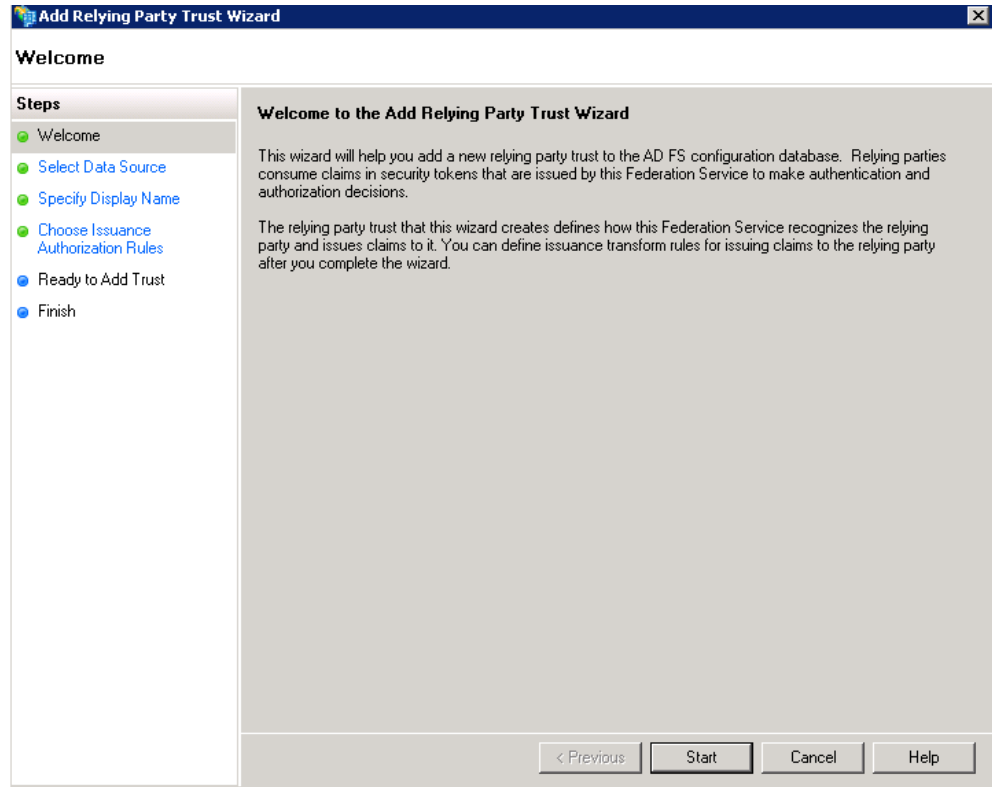 Add Relying Party Trust Wizard
Welcome
Steps
Welcome
Select Data Source
Specify Display Name
Choose Issuance
Authorization Rules
Ready to Add Trust
Finish
Welcome to the Add Relying Party Trust Wizard
This wizard will help you add a new relying party trust to the AD FS configuration database.  Relying parties
consume claims in security tokens that are issued by this Federation Service to make authentication and
authorization decisions.
The relying party trust that this wizard creates defines how this Federation Service recognizes the relying
party and issues claims to it. You can define issuance transform rules for issuing claims to the relying party
after you complete the wizard.
< Previous
Start
Cancel
Help